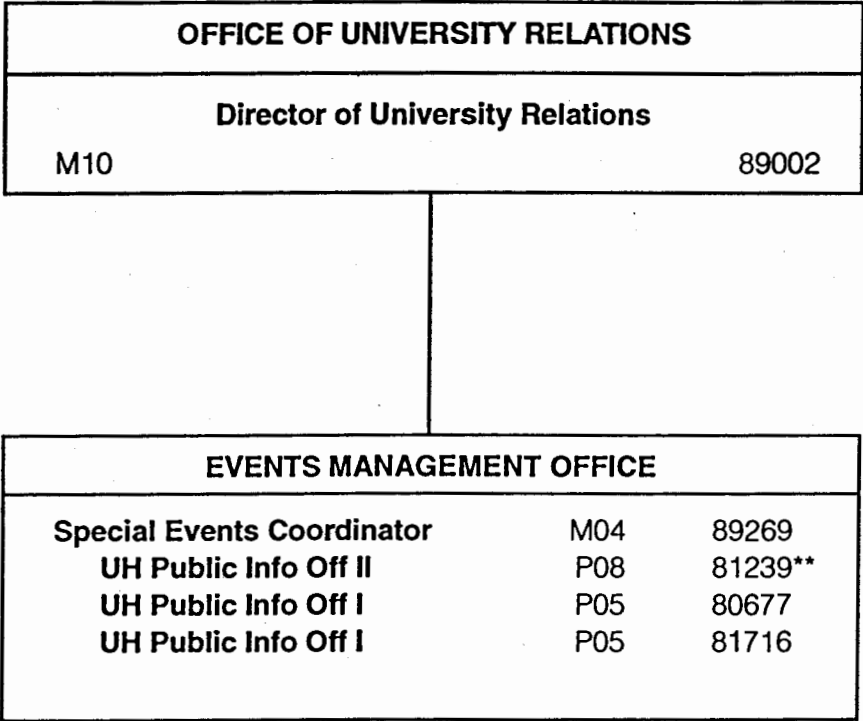 OFFICE OF UNIVERSITY RELATIONS
Director of University Relations
M10 89002
EVENTS MANAGEMENT OFFICE
Special Events Coordinator M04 89269
UH Public Info Off II P08 81239**
UH Public Info Off I P05 80677
UH Public Info Off I P05 81716